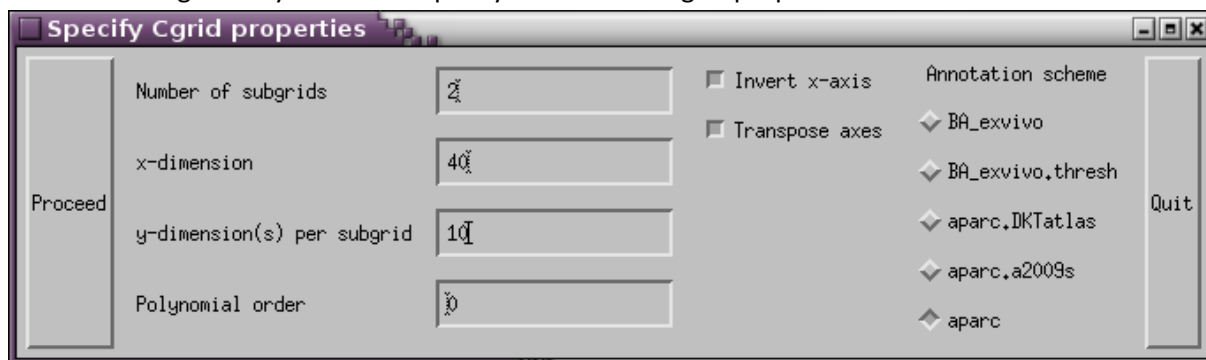 Specify Cgrid properties
Proceed
Number of subgrids
2
x-dimension
40
y-dimension(s) per subgrid
10
Polynomial order
0
Invert x-axis
Transpose axes
Annotation scheme
BA_exvivo
BA_exvivo.thresh
aparc.DKTatlas
aparc.a2009s
aparc
Quit